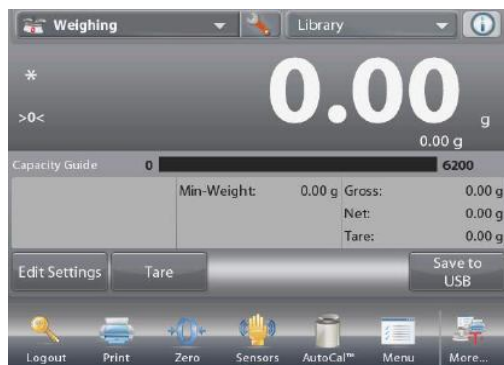 Weighing Library
*
>0<
0.00 g
0.00 g
Capacity Guide 0 6200
Min-Weight: 0.00 g Gross: 0.00 g
Net: 0.00 g
Tare: 0.00 g
Edit Settings Tare Save to USB
Logout Print Zero Sensors AutoCal™ Menu More...